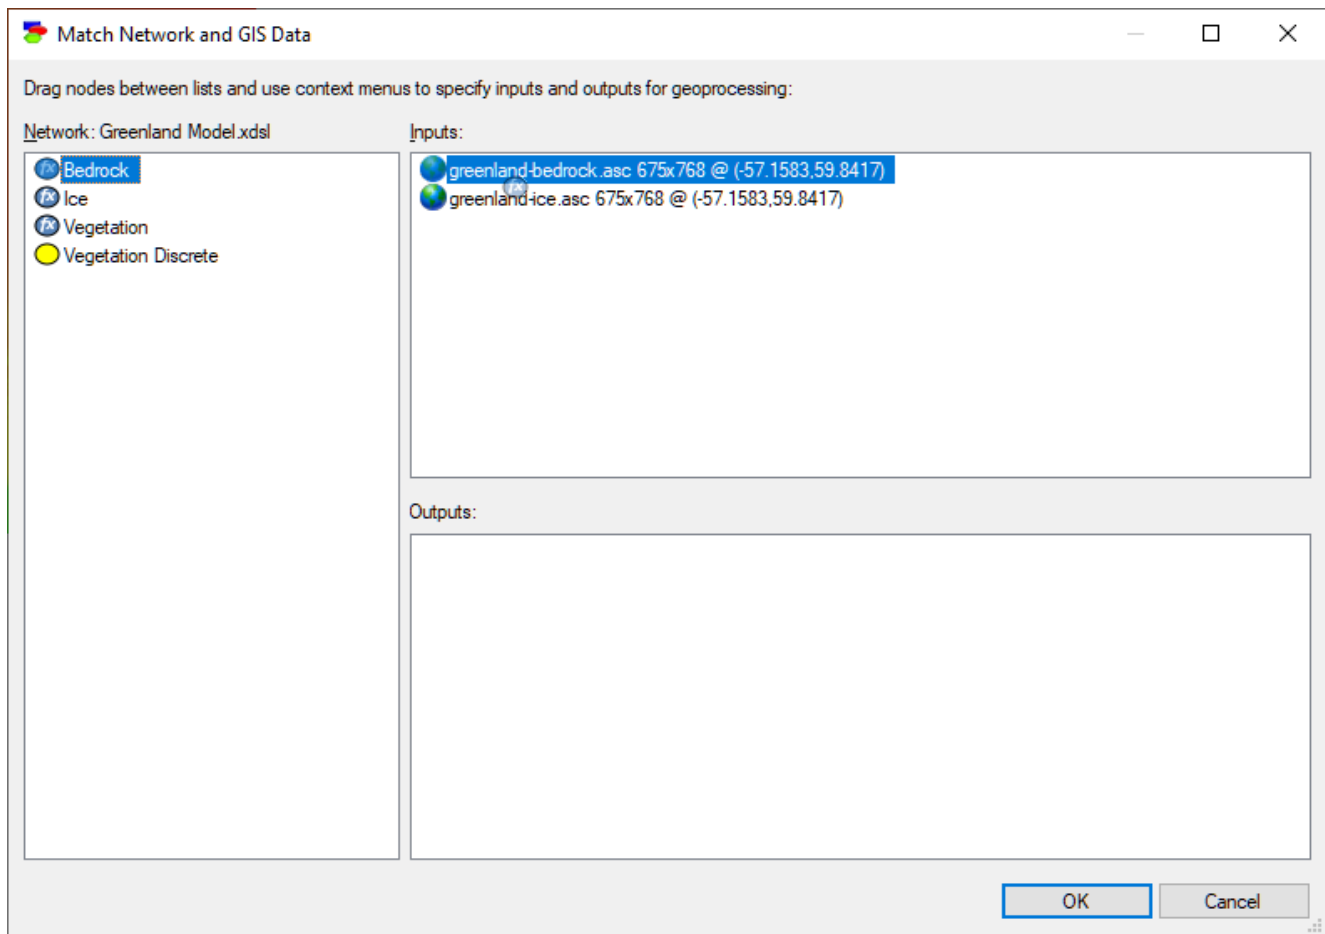 Match Network and GIS Data
Drag nodes between lists and use context menus to specify inputs and outputs for geoprocessing:
Network: Greenland Model.xdsl
Bedrock
Ice
Vegetation
Vegetation Discrete
Inputs:
greenland-bedrock.asc 675x768 @ (-57.1583,59.8417)
greenland-ice.asc 675x768 @ (-57.1583,59.8417)
Outputs:
OK
Cancel